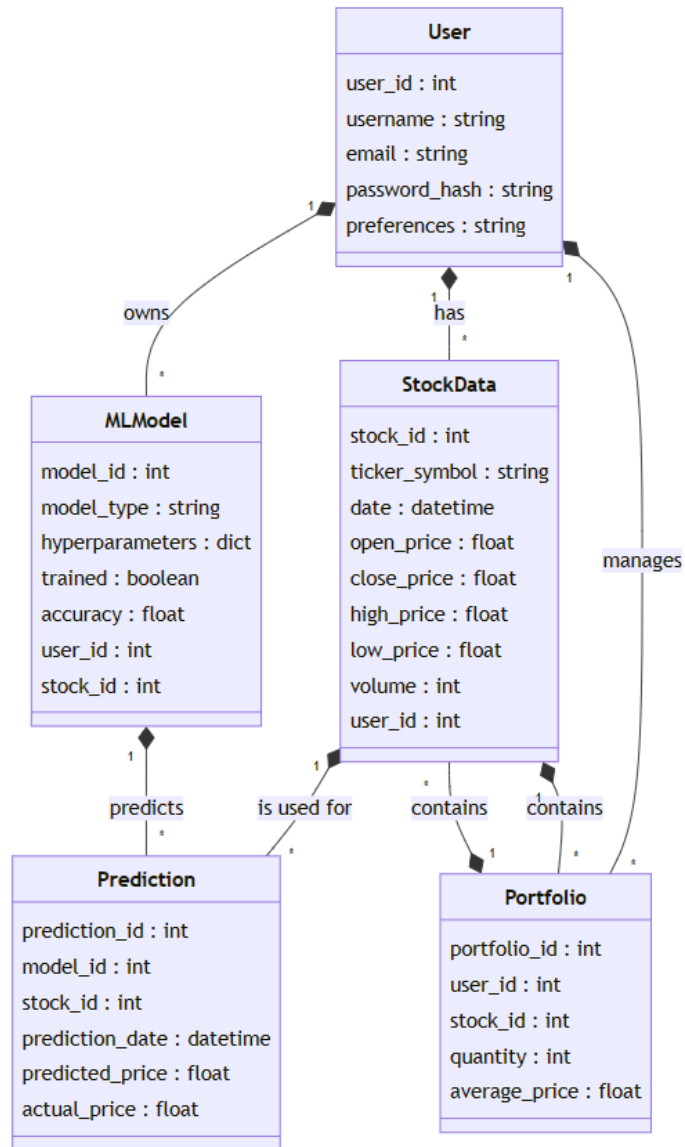 User
user_id : int
username : string
email : string
password_hash : string
preferences : string
1
1
1
owns
has
*
*
MLModel
model_id : int
model_type : string
hyperparameters : dict
trained : boolean
accuracy : float
user_id : int
stock_id : int
StockData
stock_id : int
ticker_symbol : string
date : datetime
open_price : float
close_price : float
high_price : float
low_price : float
volume : int
user_id : int
manages
1
1
*
1
predicts
is used for
contains
contains
*
*
1
*
*
Prediction
prediction_id : int
model_id : int
stock_id : int
prediction_date : datetime
predicted_price : float
actual_price : float
Portfolio
portfolio_id : int
user_id : int
stock_id : int
quantity : int
average_price : float